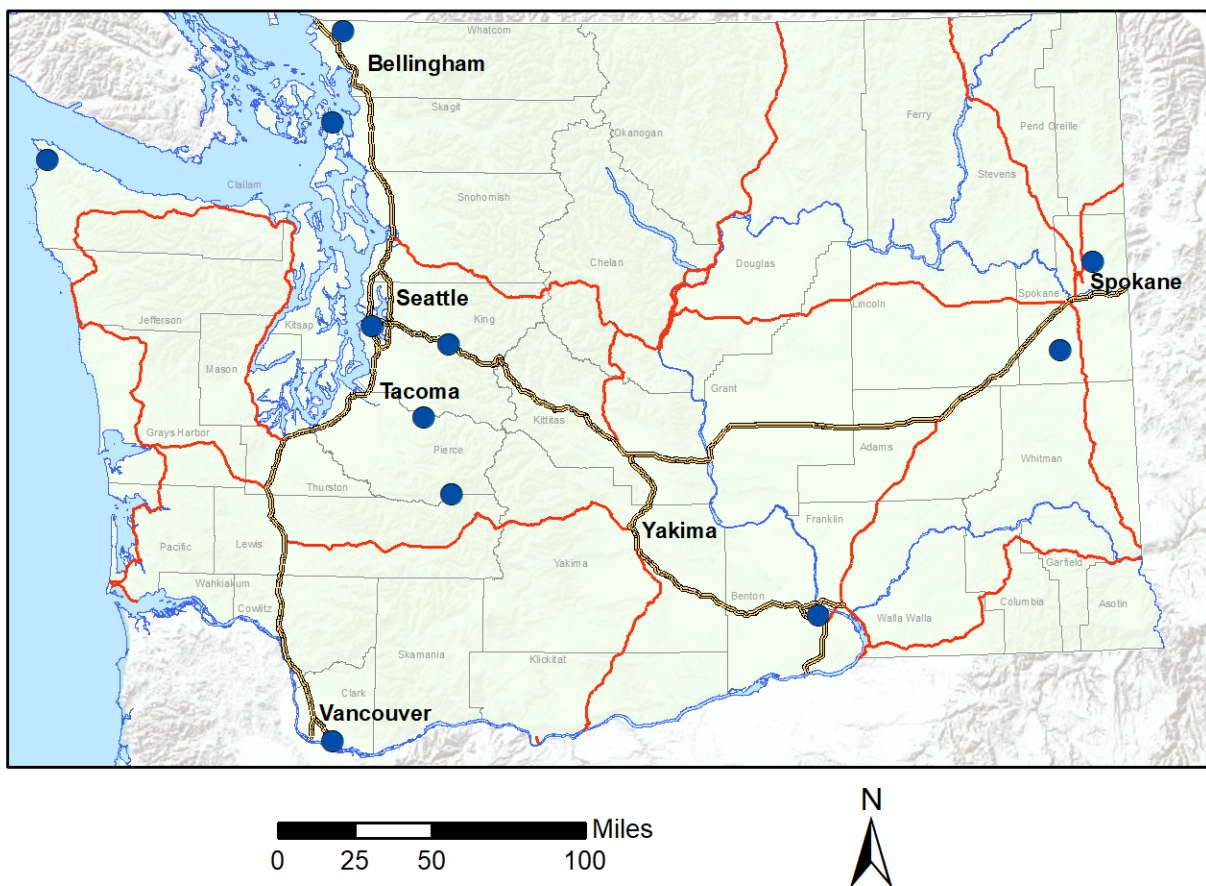 Whatcom
Bellingham
Skagit
Okanogan
Ferry
Pend Oreille
Stevens
Clallam
Snohomish
Chelan
Douglas
Spokane
Spokane
Lincoln
Seattle
King
Jefferson
Kitsap
Mason
Tacoma
Grant
Kittitas
Grays Harbor
Pierce
Adams
Whitman
Thurston
Yakima
Franklin
Pacific
Lewis
Yakima
Wahkiakum
Cowlitz
Benton
Garfield
Columbia
Asotin
Walla Walla
Skamania
Klickitat
Clark
Vancouver
N
Miles
0 25 50 100